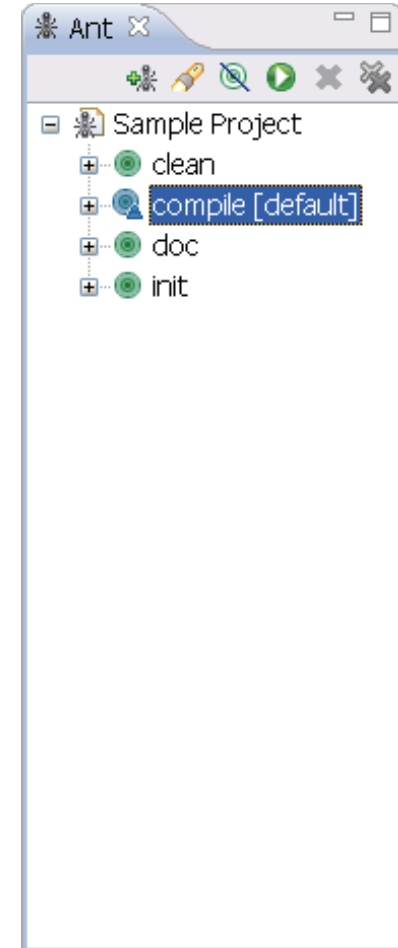 Ant
Sample Project
clean
compile [default]
doc
init